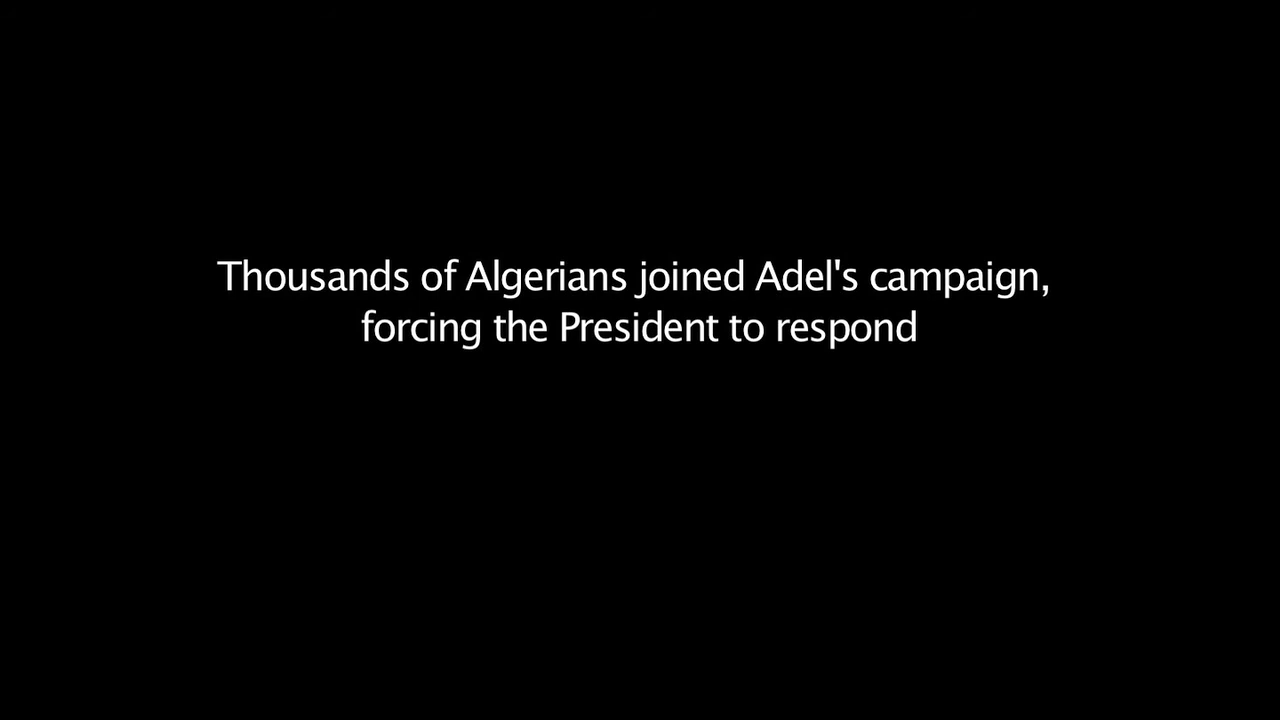 Thousands of Algerians joined Adel's campaign,
forcing the President to respond